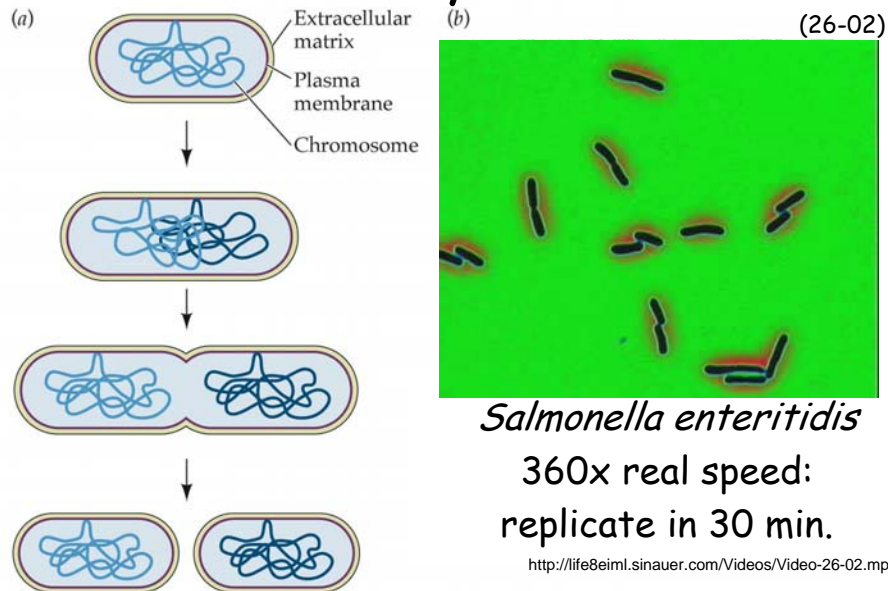 (a)
Extracellular
matrix
Plasma
membrane
Chromosome
(b)
(26-02)
Salmonella enteritidis
360x real speed:
replicate in 30 min.
http://life8eiml.sinauer.com/Videos/Video-26-02.mp